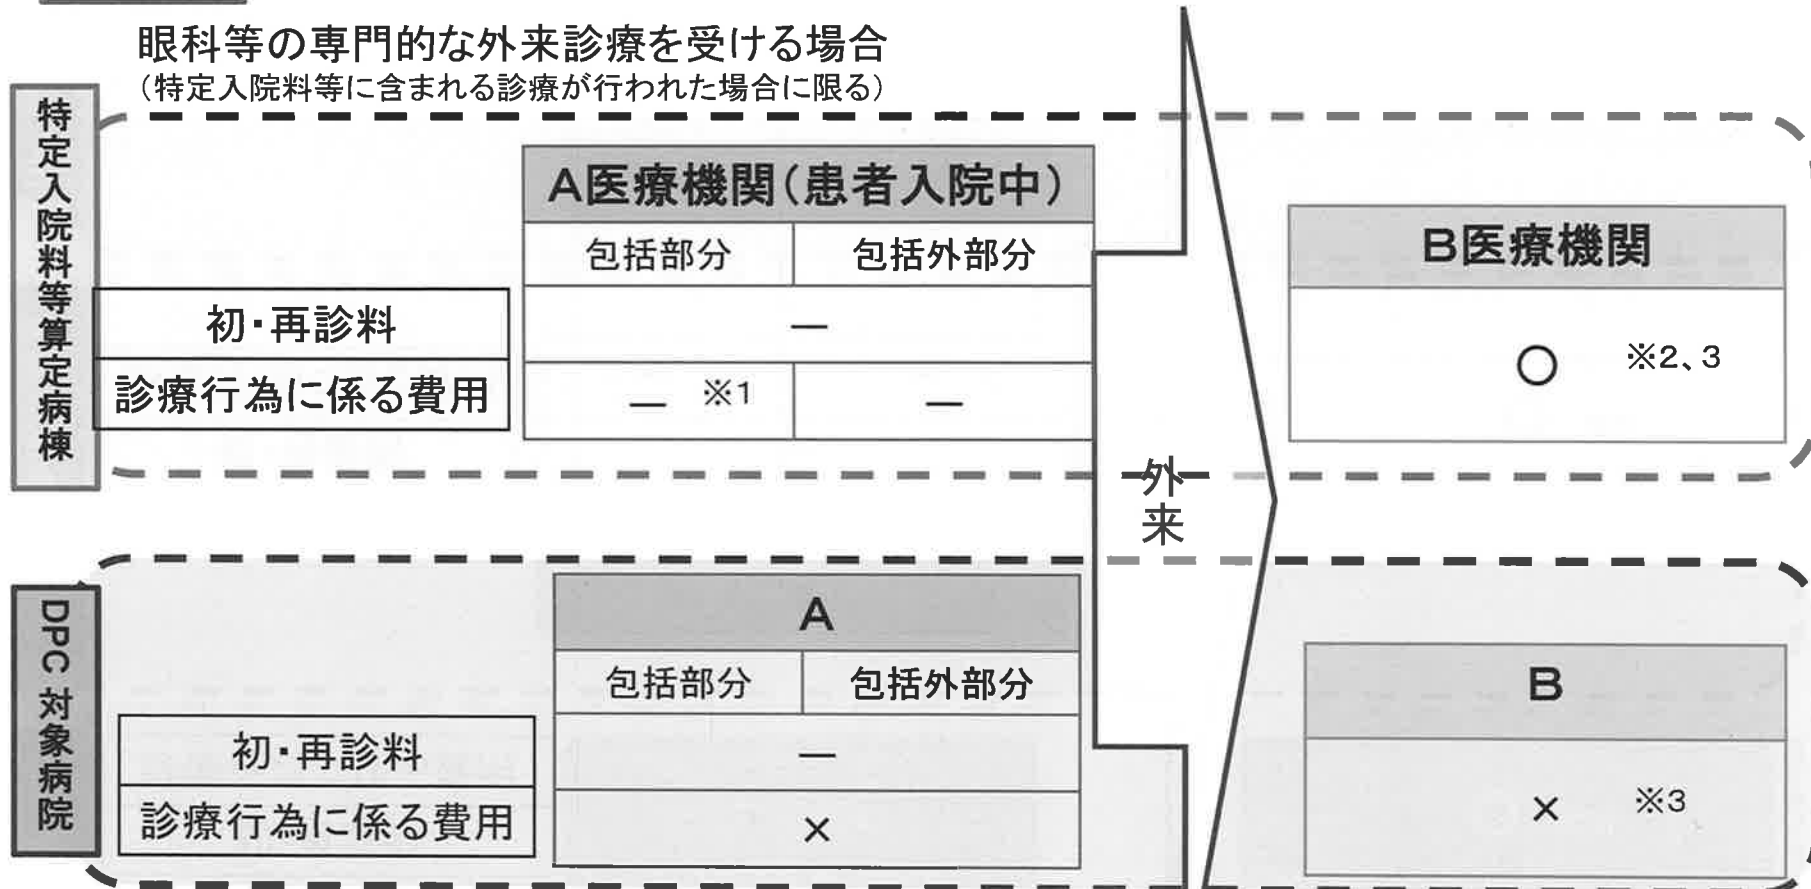 眼科等の専門的な外来診療を受ける場合
(特定入院料等に含まれる診療が行われた場合に限る)
特定入院料等算定病棟
A医療機関(患者入院中)
包括部分 包括外部分
初・再診料 ー
診療行為に係る費用 ー ※1 ー
B医療機関
○ ※2、3
外来
DPC対象病院
A
包括部分 包括外部分
初・再診料 ー
診療行為に係る費用 ×
B
× ※3